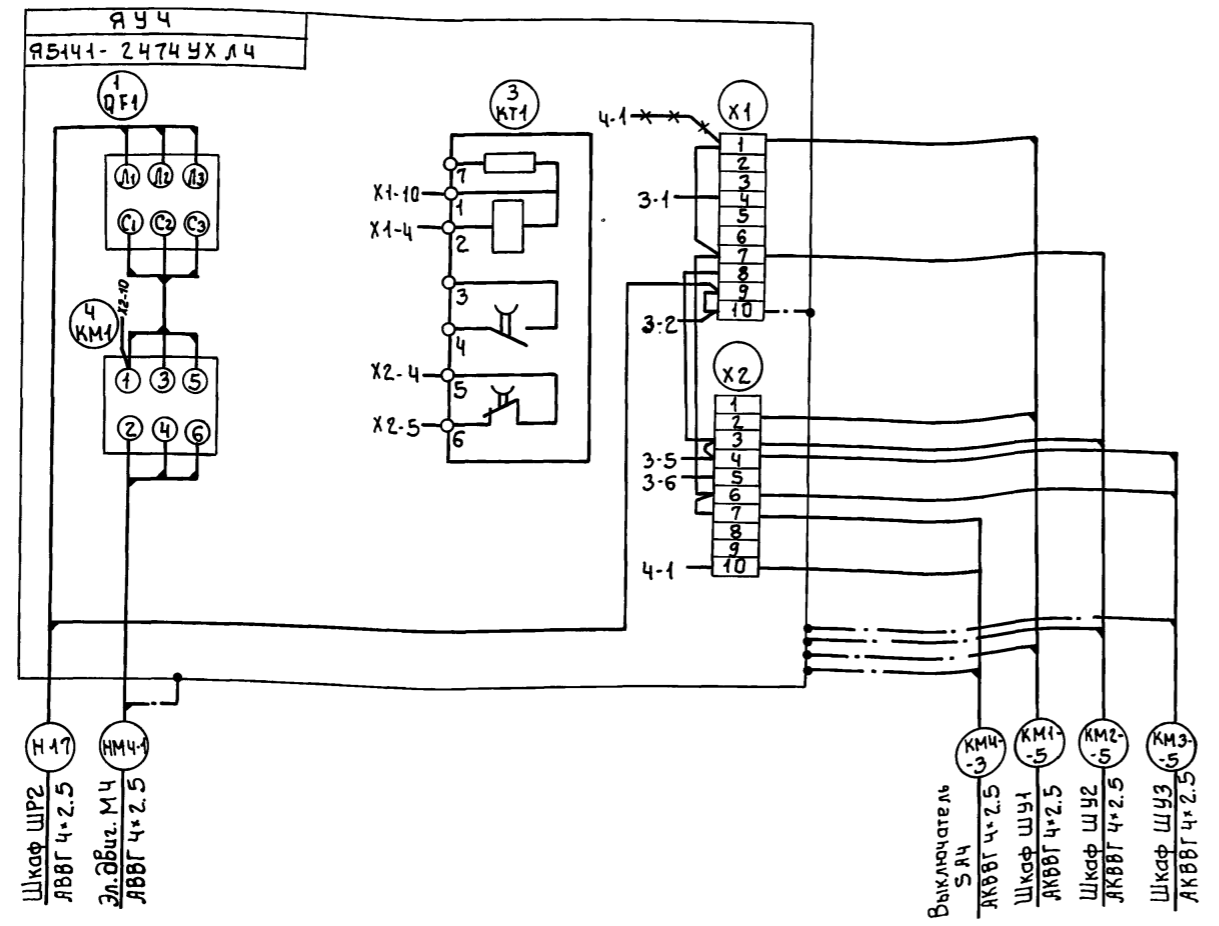 ЯУ4
Я5141-2474УХЛ4
1
QF1
Л1 Л2 Л3
С1 С2 С3
4
КМ1
Х2-10
1 3 5
2 4 6
3
КТ1
7
Х1-10
1
Х1-4
2
3
4
Х2-4
5
Х2-5
6
4-1
Х1
1
2
3
3-1
4
5
6
7
8
9
3-2
10
Х2
1
2
3
3-5
4
3-6
5
6
7
8
9
4-1
10
Н17
Шкаф ШР2
АВВГ 4×2.5
НМ4-1
Эл.двиг. М4
АВВГ 4×2.5
КМ4-
-3
Выключатель
SA4
АКВВГ 4×2.5
КМ1-
-5
Шкаф ШУ1
АКВВГ 4×2.5
КМ2-
-5
Шкаф ШУ2
АКВВГ 4×2.5
КМ3-
-5
Шкаф ШУ3
АКВВГ 4×2.5